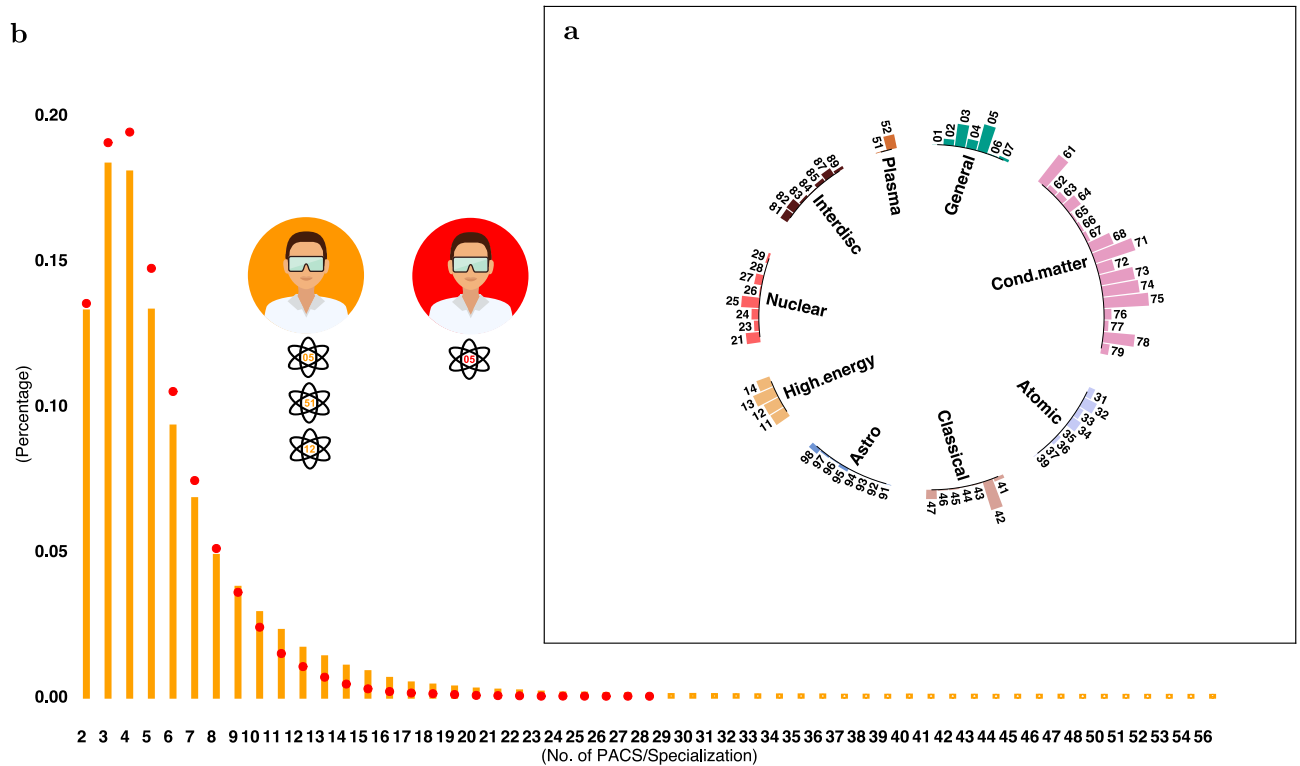 b
a
0.20
0.15
0.10
0.05
0.00
(Percentage)
05
51
12
05
2 3 4 5 6 7 8 9 10 11 12 13 14 15 16 17 18 19 20 21 22 23 24 25 26 27 28 29 30 31 32 33 34 35 36 37 38 39 40 41 42 43 44 45 46 47 48 49 50 51 52 53 54 55 56
(No. of PACS/Specialization)
01 02 03 04 05 06 07
General
61 62 63 64 65 66 67 68 71 72 73 74 75 76 77 78 79
Cond.matter
31 32 33 34 35 36 37 39
Atomic
41 42 43 44 45 46 47
Classical
91 92 93 94 95 96 97 98
Astro
11 12 13 14
High.energy
21 23 24 25 26 27 28 29
Nuclear
81 82 83 84 85 87 89
Interdisc
51 52
Plasma